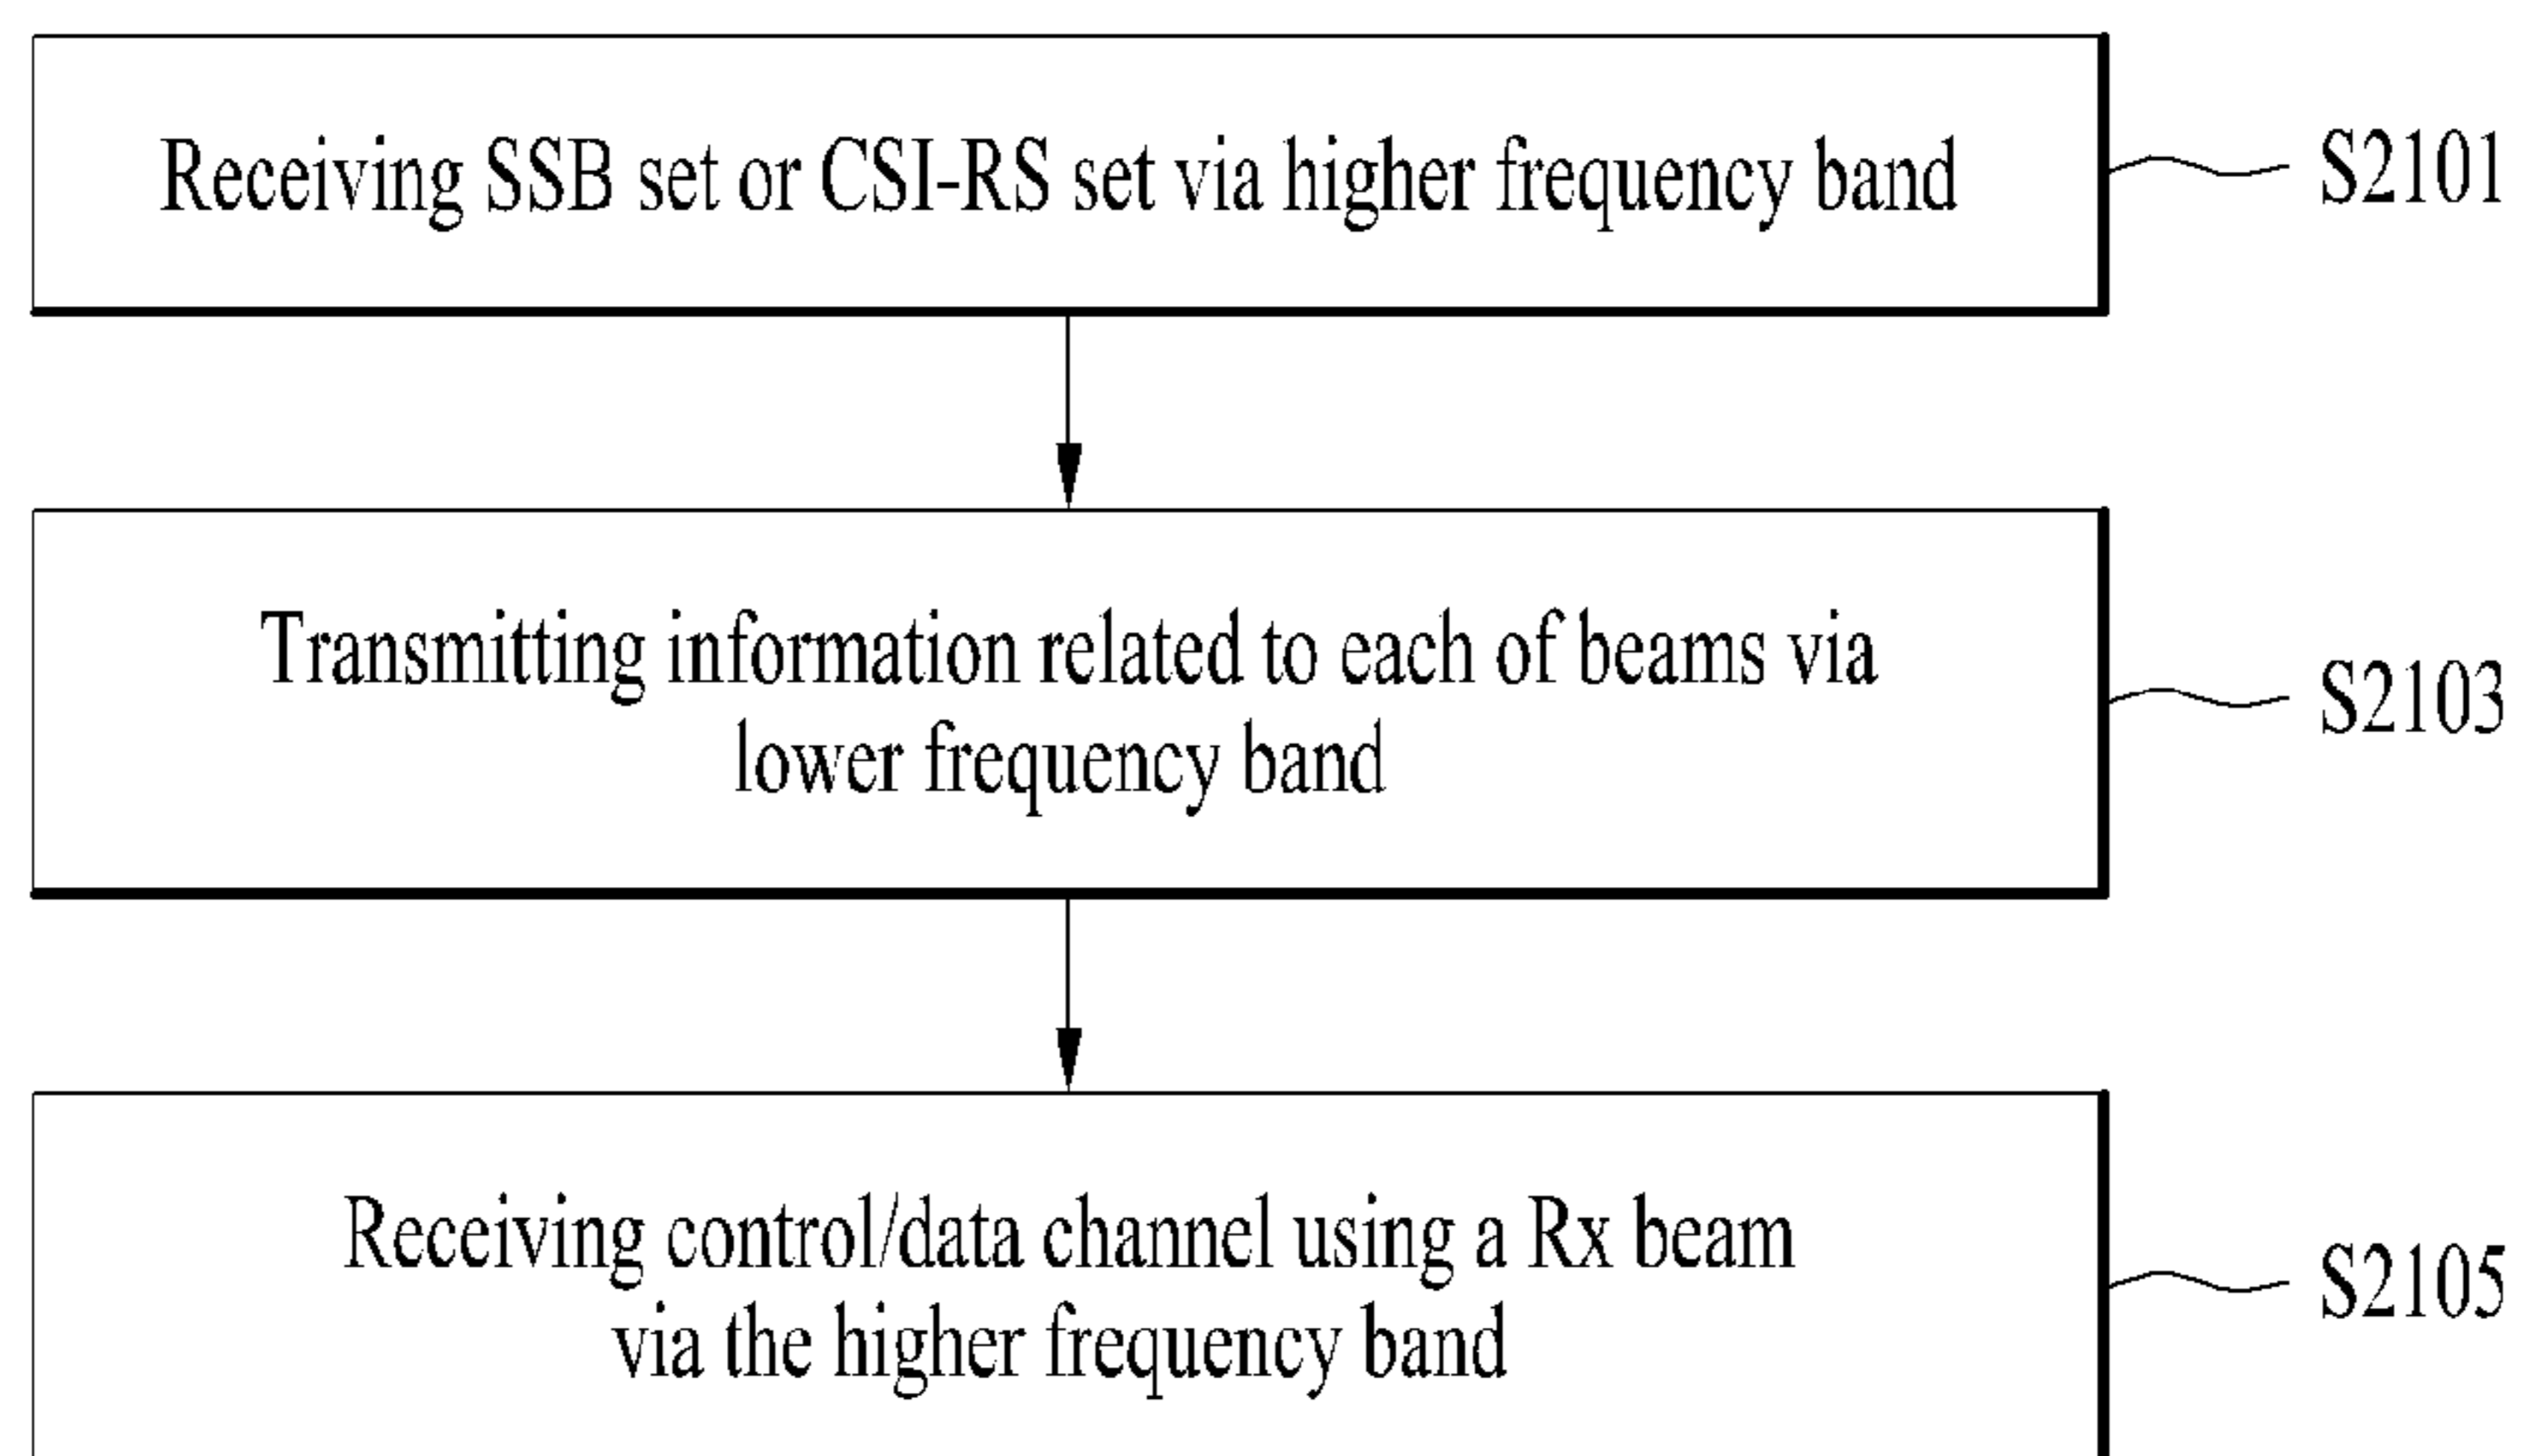 Receiving SSB set or CSI-RS set via higher frequency band
S2101
Transmitting information related to each of beams via
lower frequency band
S2103
Receiving control/data channel using a Rx beam
via the higher frequency band
S2105